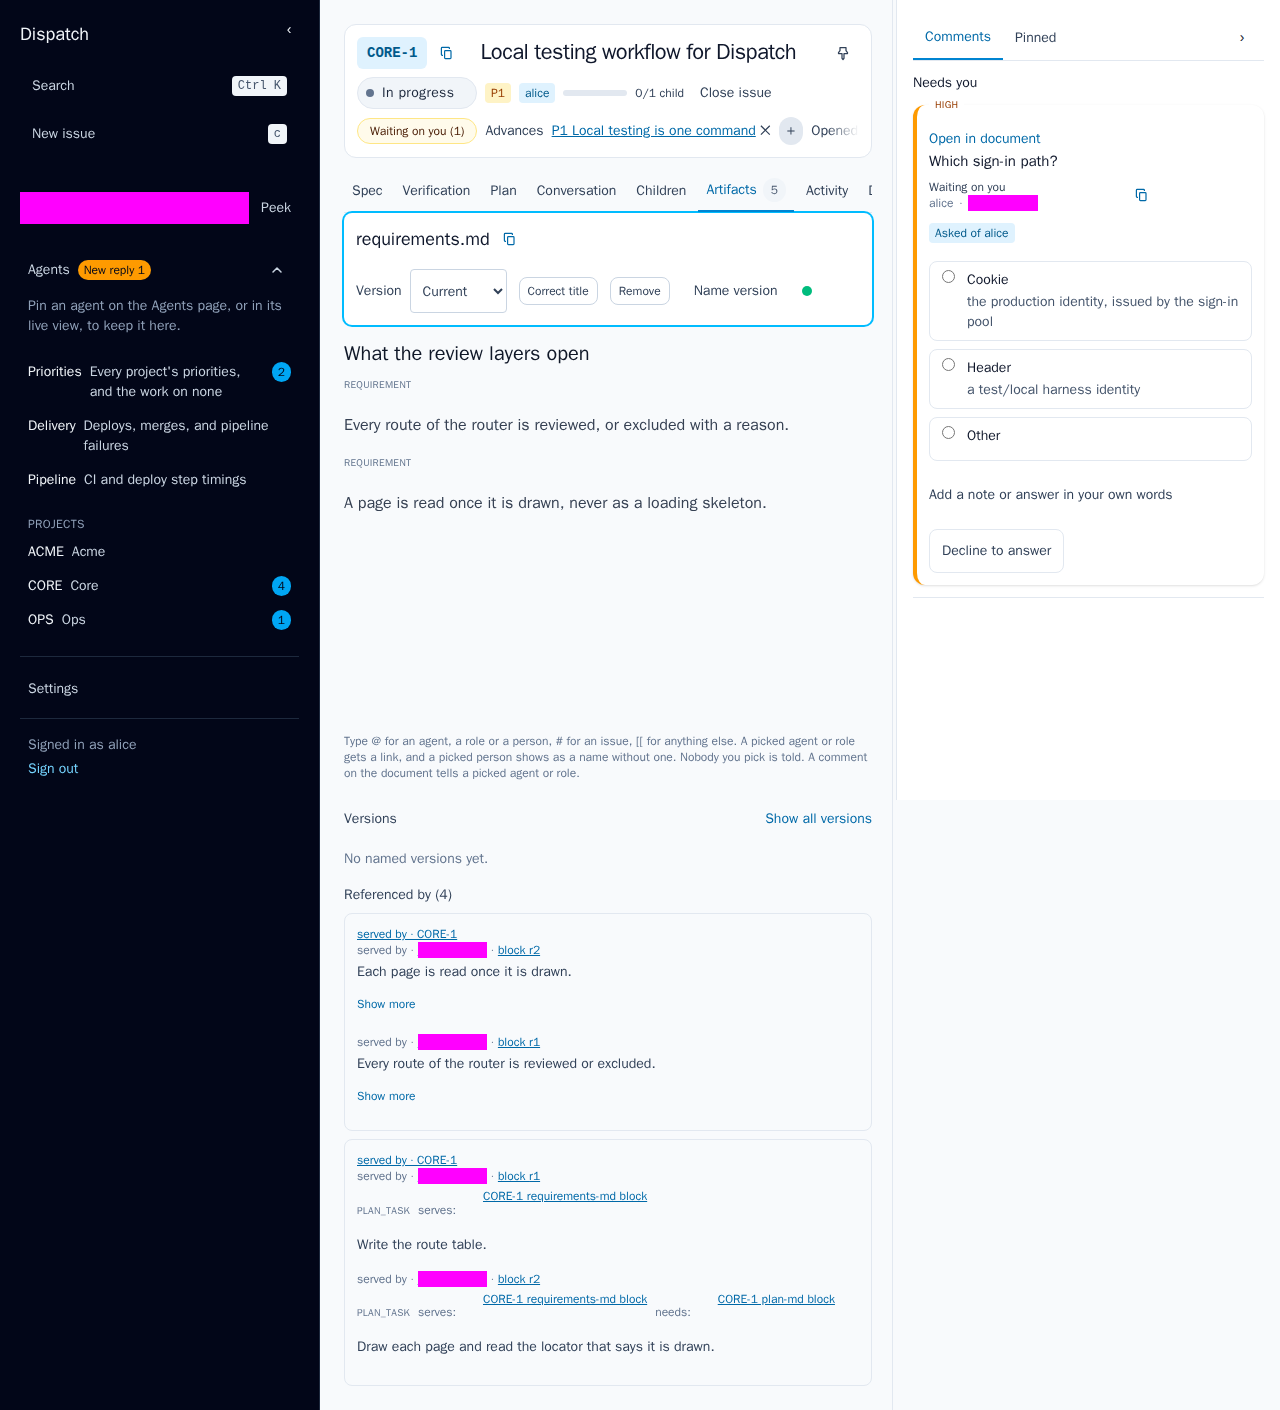 Dispatch
Search
Ctrl K
New issue
C
Peek
Agents
New reply 1
Pin an agent on the Agents page, or in its
live view, to keep it here.
Priorities
Every project's priorities,
and the work on none
2
Delivery
Deploys, merges, and pipeline
failures
Pipeline
CI and deploy step timings
PROJECTS
ACME Acme
CORE Core
4
OPS Ops
1
Settings
Signed in as alice
Sign out
CORE-1
Local testing workflow for Dispatch
In progress
P1
alice
0/1 child
Close issue
Waiting on you (1)
Advances
P1 Local testing is one command
+
Opened
Spec
Verification
Plan
Conversation
Children
Artifacts 5
Activity
requirements.md
Version
Current
Correct title
Remove
Name version
What the review layers open
REQUIREMENT
Every route of the router is reviewed, or excluded with a reason.
REQUIREMENT
A page is read once it is drawn, never as a loading skeleton.
Type @ for an agent, a role or a person, # for an issue, [[ for anything else. A picked agent or role
gets a link, and a picked person shows as a name without one. Nobody you pick is told. A comment
on the document tells a picked agent or role.
Versions
Show all versions
No named versions yet.
Referenced by (4)
served by · CORE-1
served by · · block r2
Each page is read once it is drawn.
Show more
served by · · block r1
Every route of the router is reviewed or excluded.
Show more
served by · CORE-1
served by · · block r1
CORE-1 requirements-md block
PLAN_TASK serves:
Write the route table.
served by · · block r2
CORE-1 requirements-md block
CORE-1 plan-md block
PLAN_TASK serves:
needs:
Draw each page and read the locator that says it is drawn.
Comments
Pinned
Needs you
HIGH
Open in document
Which sign-in path?
Waiting on you
alice ·
Asked of alice
Cookie
the production identity, issued by the sign-in
pool
Header
a test/local harness identity
Other
Add a note or answer in your own words
Decline to answer